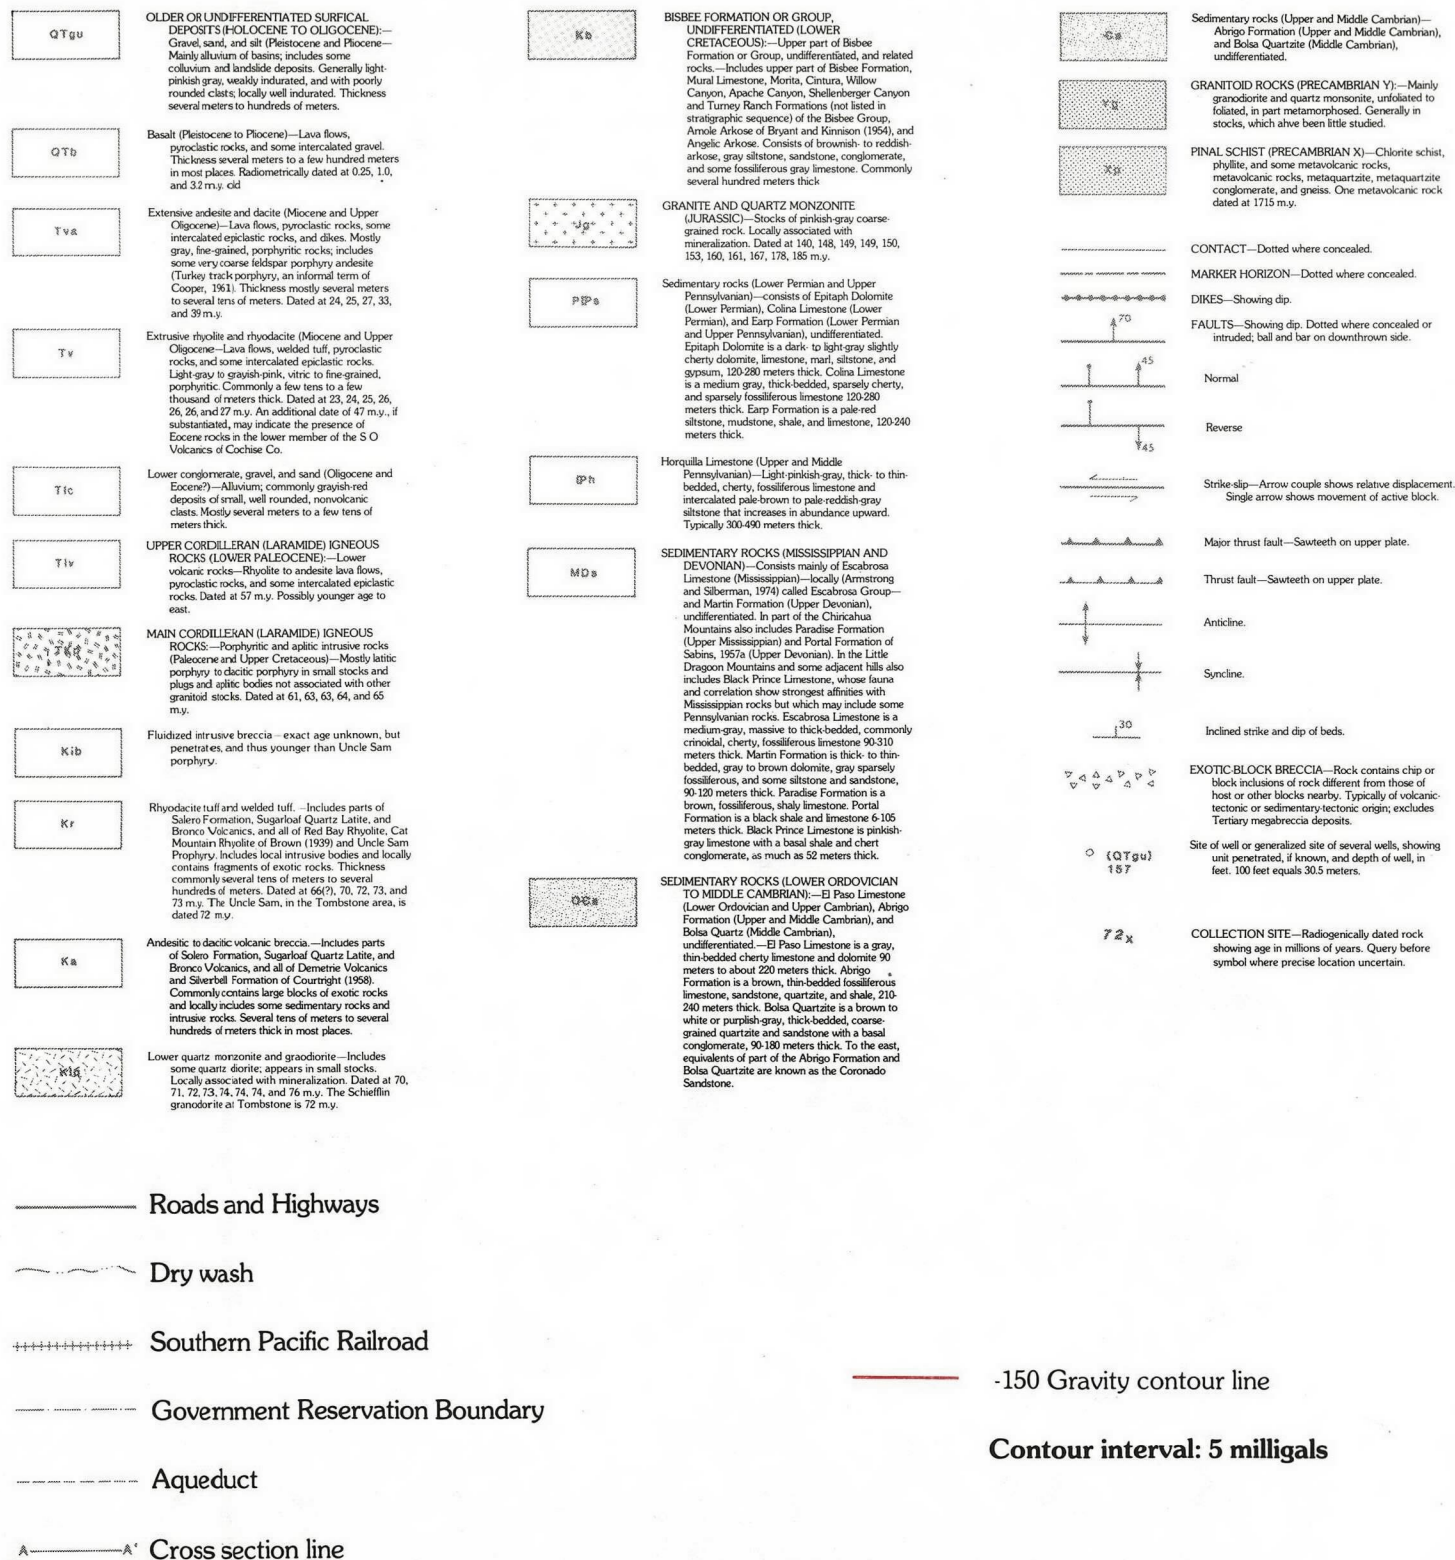 QTgu
OLDER OR UNDIFFERENTIATED SURFICAL
DEPOSITS (HOLOCENE TO OLIGOCENE):—
Gravel, sand, and silt (Pleistocene and Pliocene—
Mainly alluvium of basins; includes some
colluvium and landslide deposits. Generally light-
pinkish gray, weakly indurated, and with poorly
rounded clasts; locally well indurated. Thickness
several meters to hundreds of meters.
QTb
Basalt (Pleistocene to Pliocene)—Lava flows,
pyroclastic rocks, and some intercalated gravel.
Thickness several meters to a few hundred meters
in most places. Radiometrically dated at 0.25, 1.0,
and 3.2 m.y. old
Tva
Extensive andesite and dacite (Miocene and Upper
Oligocene)—Lava flows, pyroclastic rocks, some
intercalated epiclastic rocks, and dikes. Mostly
gray, fine-grained, porphyritic rocks; includes
some very coarse feldspar porphyry andesite
(Turkey track porphyry, an informal term of
Cooper, 1961). Thickness mostly several meters
to several tens of meters. Dated at 24, 25, 27, 33,
and 39 m.y.
Tv
Extrusive rhyolite and rhyodacite (Miocene and Upper
Oligocene—Lava flows, welded tuff, pyroclastic
rocks, and some intercalated epiclastic rocks.
Light-gray to grayish-pink, vitric to fine-grained,
porphyritic. Commonly a few tens to a few
thousand of meters thick. Dated at 23, 24, 25, 26,
26, 26, and 27 m.y. An additional date of 47 m.y., if
substantiated, may indicate the presence of
Eocene rocks in the lower member of the S O
Volcanics of Cochise Co.
Tlc
Lower conglomerate, gravel, and sand (Oligocene and
Eocene?)—Alluvium; commonly grayish-red
deposits of small, well rounded, nonvolcanic
clasts. Mostly several meters to a few tens of
meters thick.
Tlv
UPPER CORDILLERAN (LARAMIDE) IGNEOUS
ROCKS (LOWER PALEOCENE):—Lower
volcanic rocks—Rhyolite to andesite lava flows,
pyroclastic rocks, and some intercalated epiclastic
rocks. Dated at 57 m.y. Possibly younger age to
east.
MAIN CORDILLERAN (LARAMIDE) IGNEOUS
ROCKS:—Porphyritic and aplitic intrusive rocks
(Paleocene and Upper Cretaceous)—Mostly latitic
porphyry to dacitic porphyry in small stocks and
plugs and aplitic bodies not associated with other
granitoid stocks. Dated at 61, 63, 63, 64, and 65
m.y.
Kib
Fluidized intrusive breccia—exact age unknown, but
penetrates, and thus younger than Uncle Sam
porphyry.
Kr
Rhyodacite tuff and welded tuff. —Includes parts of
Salero Formation, Sugarloaf Quartz Latite, and
Bronco Volcanics, and all of Red Bay Rhyolite, Cat
Mountain Rhyolite of Brown (1939) and Uncle Sam
Prophyry. Includes local intrusive bodies and locally
contains fragments of exotic rocks. Thickness
commonly several tens of meters to several
hundreds of meters. Dated at 66(?), 70, 72, 73, and
73 m.y. The Uncle Sam, in the Tombstone area, is
dated 72 m.y.
Ka
Andesitic to dacitic volcanic breccia.—Includes parts
of Solero Formation, Sugarloaf Quartz Latite, and
Bronco Volcanics, and all of Demetrie Volcanics
and Silverbell Formation of Courtright (1958).
Commonly contains large blocks of exotic rocks
and locally includes some sedimentary rocks and
intrusive rocks. Several tens of meters to several
hundreds of meters thick in most places.
Lower quartz monzonite and graodiorite—Includes
some quartz diorite; appears in small stocks.
Locally associated with mineralization. Dated at 70,
71, 72, 73, 74, 74, 74, and 76 m.y. The Schiefflin
granodorite at Tombstone is 72 m.y.
Kb
BISBEE FORMATION OR GROUP,
UNDIFFERENTIATED (LOWER
CRETACEOUS):—Upper part of Bisbee
Formation or Group, undifferentiated, and related
rocks.—Includes upper part of Bisbee Formation,
Mural Limestone, Morita, Cintura, Willow
Canyon, Apache Canyon, Shellenberger Canyon
and Turney Ranch Formations (not listed in
stratigraphic sequence) of the Bisbee Group,
Amole Arkose of Bryant and Kinnison (1954), and
Angelic Arkose. Consists of brownish- to reddish-
arkose, gray siltstone, sandstone, conglomerate,
and some fossiliferous gray limestone. Commonly
several hundred meters thick
Jg
GRANITE AND QUARTZ MONZONITE
(JURASSIC)—Stocks of pinkish-gray coarse-
grained rock. Locally associated with
mineralization. Dated at 140, 148, 149, 149, 150,
153, 160, 161, 167, 178, 185 m.y.
PIPs
Sedimentary rocks (Lower Permian and Upper
Pennsylvanian)—consists of Epitaph Dolomite
(Lower Permian), Colina Limestone (Lower
Permian), and Earp Formation (Lower Permian
and Upper Pennsylvanian), undifferentiated.
Epitaph Dolomite is a dark- to light-gray slightly
cherty dolomite, limestone, marl, siltstone, and
gypsum, 120-280 meters thick. Colina Limestone
is a medium gray, thick-bedded, sparsely cherty,
and sparsely fossiliferous limestone 120-280
meters thick. Earp Formation is a pale-red
siltstone, mudstone, shale, and limestone, 120-240
meters thick.
IPh
Horquilla Limestone (Upper and Middle
Pennsylvanian)—Light-pinkish-gray, thick- to thin-
bedded, cherty, fossiliferous limestone and
intercalated pale-brown to pale-reddish-gray
siltstone that increases in abundance upward.
Typically 300-490 meters thick.
MDs
SEDIMENTARY ROCKS (MISSISSIPPIAN AND
DEVONIAN)—Consists mainly of Escabrosa
Limestone (Mississippian)—locally (Armstrong
and Silberman, 1974) called Escabrosa Group—
and Martin Formation (Upper Devonian),
undifferentiated. In part of the Chiricahua
Mountains also includes Paradise Formation
(Upper Mississippian) and Portal Formation of
Sabins, 1957a (Upper Devonian). In the Little
Dragoon Mountains and some adjacent hills also
includes Black Prince Limestone, whose fauna
and correlation show strongest affinities with
Mississippian rocks but which may include some
Pennsylvanian rocks. Escabrosa Limestone is a
medium-gray, massive to thick-bedded, commonly
crinoidal, cherty, fossiliferous limestone 90-310
meters thick. Martin Formation is thick- to thin-
bedded, gray to brown dolomite, gray sparsely
fossiliferous, and some siltstone and sandstone,
90-120 meters thick. Paradise Formation is a
brown, fossiliferous, shaly limestone. Portal
Formation is a black shale and limestone 6-105
meters thick. Black Prince Limestone is pinkish-
gray limestone with a basal shale and chert
conglomerate, as much as 52 meters thick.
OЄs
SEDIMENTARY ROCKS (LOWER ORDOVICIAN
TO MIDDLE CAMBRIAN):—El Paso Limestone
(Lower Ordovician and Upper Cambrian), Abrigo
Formation (Upper and Middle Cambrian), and
Bolsa Quartz (Middle Cambrian),
undifferentiated.—El Paso Limestone is a gray,
thin-bedded cherty limestone and dolomite 90
meters to about 220 meters thick. Abrigo
Formation is a brown, thin-bedded fossiliferous
limestone, sandstone, quartzite, and shale, 210-
240 meters thick. Bolsa Quartzite is a brown to
white or purplish-gray, thick-bedded, coarse-
grained quartzite and sandstone with a basal
conglomerate, 90-180 meters thick. To the east,
equivalents of part of the Abrigo Formation and
Bolsa Quartzite are known as the Coronado
Sandstone.
Єs
Sedimentary rocks (Upper and Middle Cambrian)—
Abrigo Formation (Upper and Middle Cambrian),
and Bolsa Quartzite (Middle Cambrian),
undifferentiated.
Yg
GRANITOID ROCKS (PRECAMBRIAN Y):—Mainly
granodiorite and quartz monsonite, unfoliated to
foliated, in part metamorphosed. Generally in
stocks, which ahve been little studied.
Xp
PINAL SCHIST (PRECAMBRIAN X)—Chlorite schist,
phyllite, and some metavolcanic rocks,
metavolcanic rocks, metaquartzite, metaquartzite
conglomerate, and gneiss. One metavolcanic rock
dated at 1715 m.y.
CONTACT—Dotted where concealed.
MARKER HORIZON—Dotted where concealed.
DIKES—Showing dip.
70
FAULTS—Showing dip. Dotted where concealed or
intruded; ball and bar on downthrown side.
45
Normal
Reverse
45
Strike-slip—Arrow couple shows relative displacement.
Single arrow shows movement of active block.
Major thrust fault—Sawteeth on upper plate.
Thrust fault—Sawteeth on upper plate.
Anticline.
Syncline.
30
Inclined strike and dip of beds.
EXOTIC-BLOCK BRECCIA—Rock contains chip or
block inclusions of rock different from those of
host or other blocks nearby. Typically of volcanic-
tectonic or sedimentary-tectonic origin; excludes
Tertiary megabreccia deposits.
(QTgu)
157
Site of well or generalized site of several wells, showing
unit penetrated, if known, and depth of well, in
feet. 100 feet equals 30.5 meters.
72x
COLLECTION SITE—Radiogenically dated rock
showing age in millions of years. Query before
symbol where precise location uncertain.
Roads and Highways
Dry wash
Southern Pacific Railroad
Government Reservation Boundary
Aqueduct
A A' Cross section line
-150 Gravity contour line
Contour interval: 5 milligals